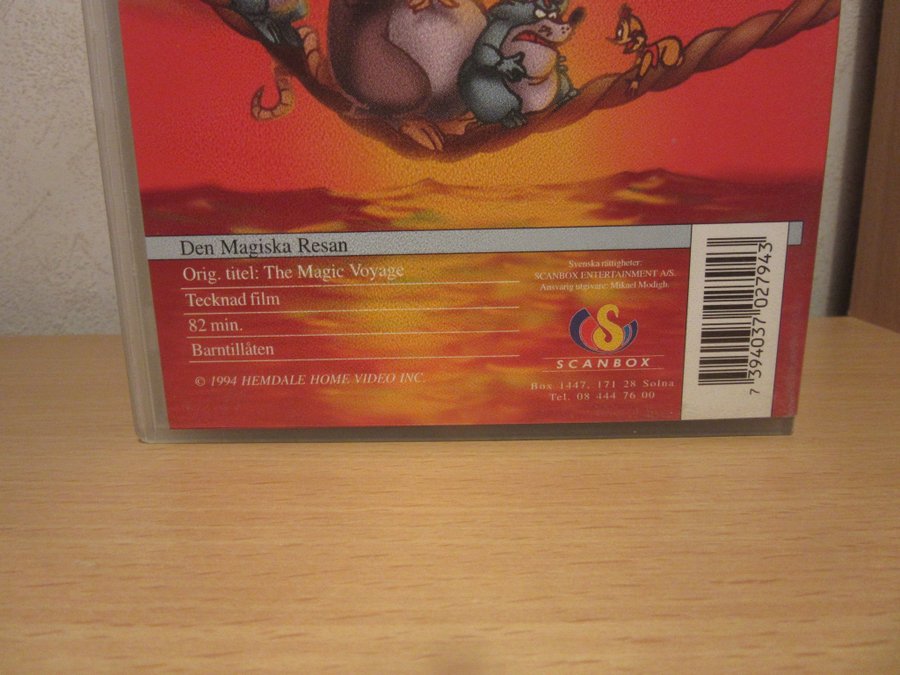 Den Magiska Resan
Orig. titel: The Magic Voyage
Tecknad film
82 min.
Barntillåten
© 1994 HEMDALE HOME VIDEO INC.
Svenska rättigheter:
SCANBOX ENTERTAINMENT A/S.
Ansvarig utgivare: Mikael Modigh.
S
SCANBOX
Box 1447, 171 28 Solna
Tel. 08 444 76 00
7 394037 027943